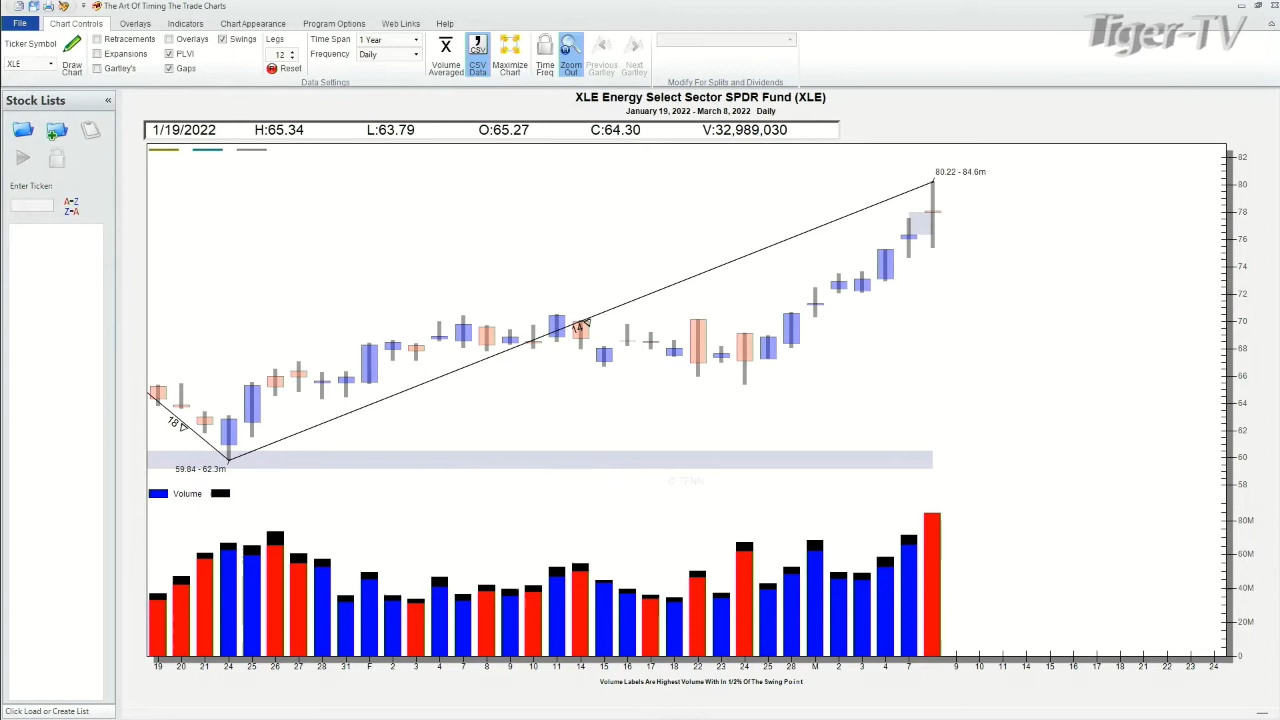 The Art Of Timing The Trade Charts
File Chart Controls Overlays Indicators Chart Appearance Program Options Web Links Help
Tiger-TV
Ticker Symbol
XLE
Draw Chart
Retracements Overlays Swings
Expansions PLVI
Gartley's Gaps
Legs
12
Reset
Time Span 1 Year
Frequency Daily
Data Settings
Volume Averaged
CSV Data
Maximize Chart
Time Freq
Zoom Out
Previous Gartley
Next Gartley
Modify For Splits and Dividends
Stock Lists «
Enter Ticker:
A-Z
Z-A
Click Load or Create List
XLE Energy Select Sector SPDR Fund (XLE)
January 19, 2022 - March 8, 2022 Daily
1/19/2022 H:65.34 L:63.79 O:65.27 C:64.30 V:32,989,030
80.22 - 84.6m
14
18
59.84 - 62.3m
© TFNN
82
80
78
76
74
72
70
68
66
64
62
60
58
Volume
80M
60M
40M
20M
0
19 20 21 24 25 26 27 28 31 F 2 3 4 7 8 9 10 11 14 15 16 17 18 22 23 24 25 28 M 2 3 4 7 9 10 11 14 15 16 17 18 21 22 23 24
Volume Labels Are Highest Volume With In 1/2% Of The Swing Point